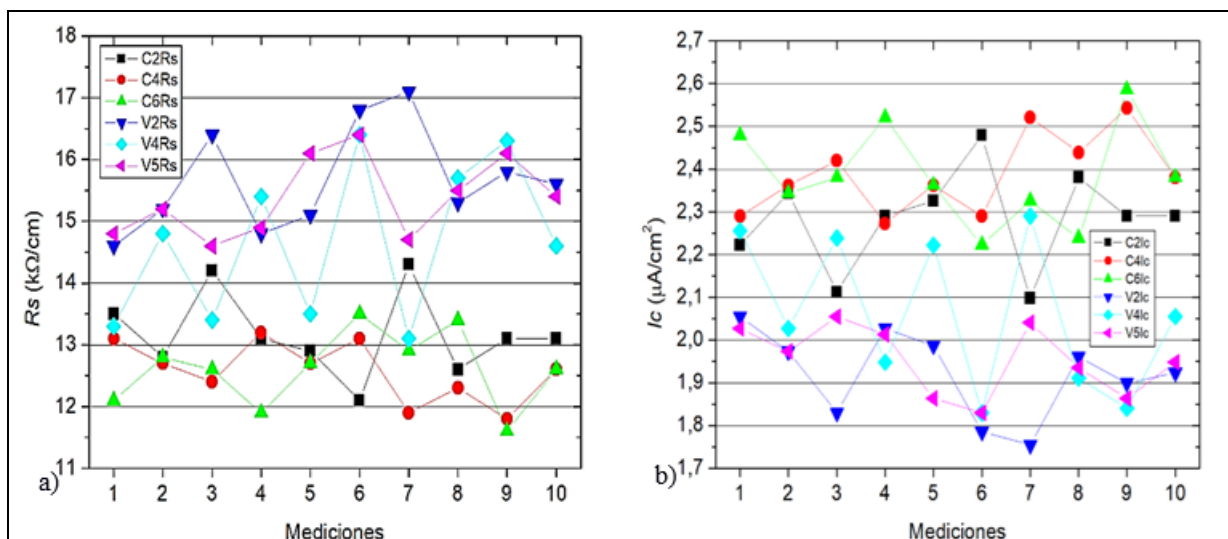 18
17
16
15
14
13
12
11
Rs (kΩ/cm)
C2Rs
C4Rs
C6Rs
V2Rs
V4Rs
V5Rs
1 2 3 4 5 6 7 8 9 10
Mediciones
a)
2,7
2,6
2,5
2,4
2,3
2,2
2,1
2,0
1,9
1,8
1,7
Ic (µA/cm²)
C2Ic
C4Ic
C6Ic
V2Ic
V4Ic
V5Ic
1 2 3 4 5 6 7 8 9 10
Mediciones
b)